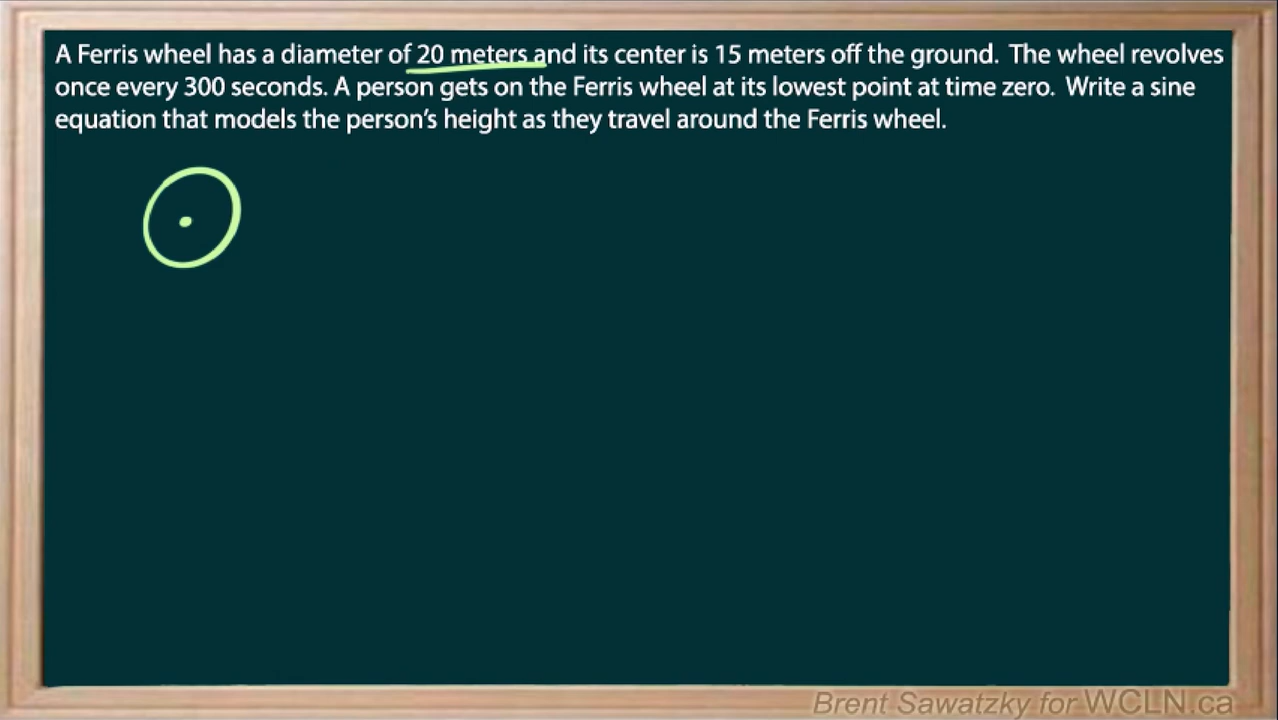 A Ferris wheel has a diameter of 20 meters and its center is 15 meters off the ground. The wheel revolves
once every 300 seconds. A person gets on the Ferris wheel at its lowest point at time zero. Write a sine
equation that models the person's height as they travel around the Ferris wheel.
Brent Sawatzky for WCLN.ca